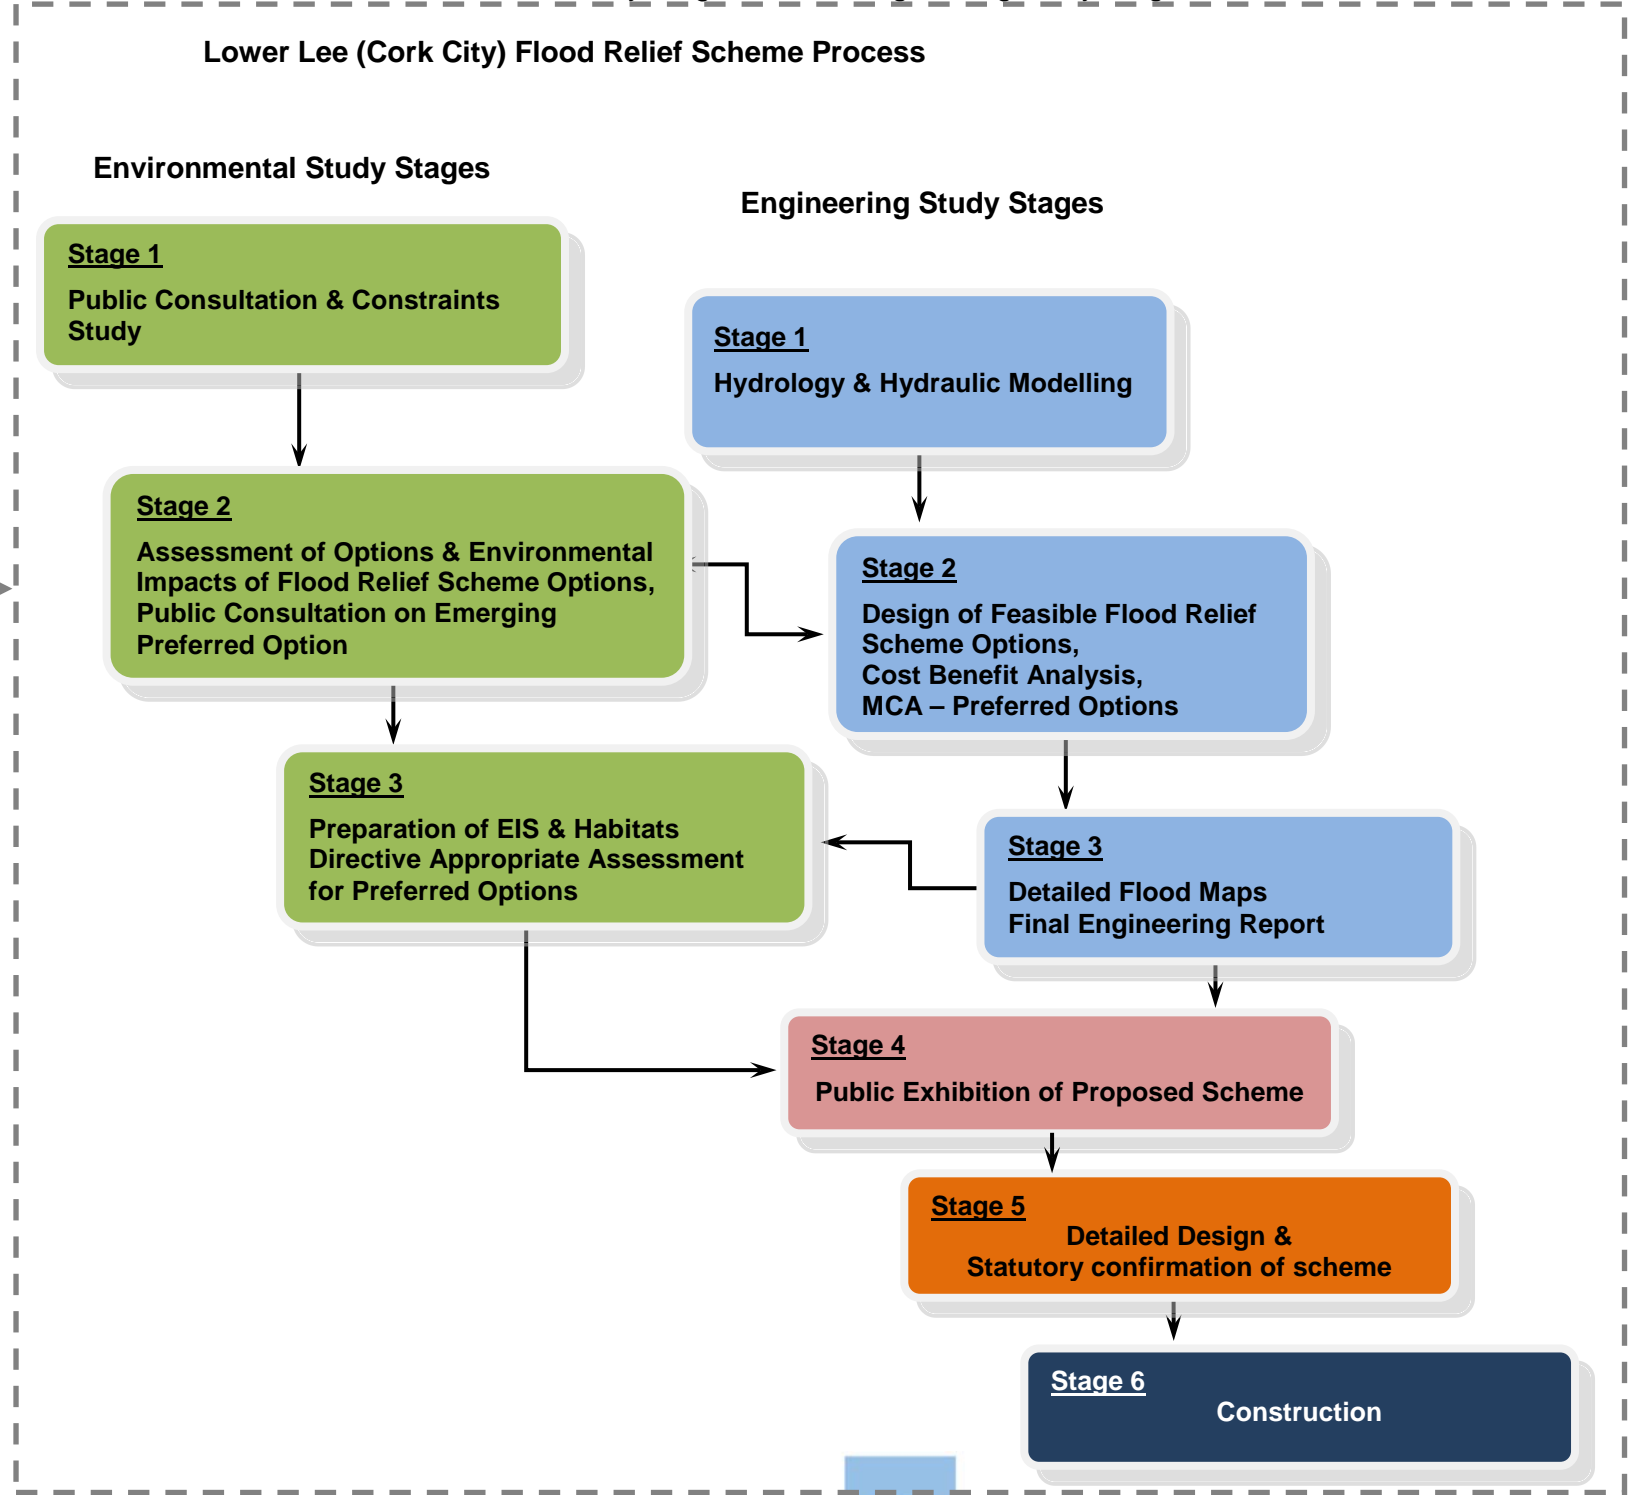 Lower Lee (Cork City) Flood Relief Scheme Process
Environmental Study Stages
Engineering Study Stages
Stage 1
Public Consultation & Constraints
Study
Stage 1
Hydrology & Hydraulic Modelling
Stage 2
Assessment of Options & Environmental
Impacts of Flood Relief Scheme Options,
Public Consultation on Emerging
Preferred Option
Stage 2
Design of Feasible Flood Relief
Scheme Options,
Cost Benefit Analysis,
MCA – Preferred Options
Stage 3
Preparation of EIS & Habitats
Directive Appropriate Assessment
for Preferred Options
Stage 3
Detailed Flood Maps
Final Engineering Report
Stage 4
Public Exhibition of Proposed Scheme
Stage 5
Detailed Design &
Statutory confirmation of scheme
Stage 6
Construction